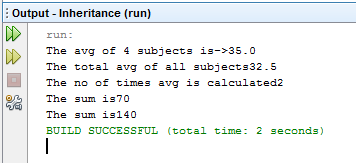 Output - Inheritance (run)
run:
The avg of 4 subjects is->35.0
The total avg of all subjects32.5
The no of times avg is calculated2
The sum is70
The sum is140
BUILD SUCCESSFUL (total time: 2 seconds)